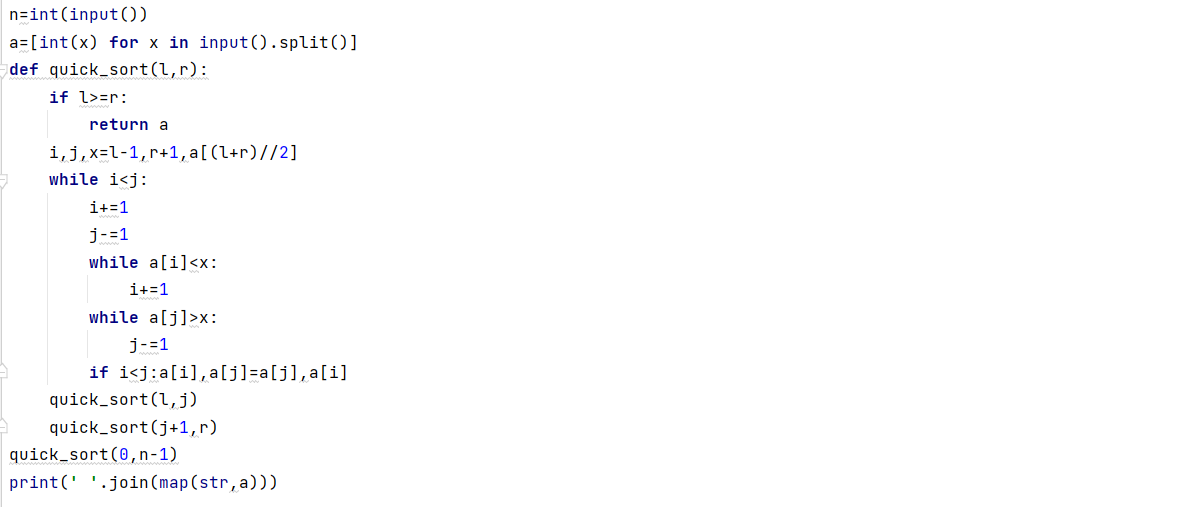 n=int(input())
a=[int(x) for x in input().split()]
def quick_sort(l,r):
    if l>=r:
        return a
    i,j,x=l-1,r+1,a[(l+r)//2]
    while i<j:
        i+=1
        j-=1
        while a[i]<x:
            i+=1
        while a[j]>x:
            j-=1
        if i<j:a[i],a[j]=a[j],a[i]
    quick_sort(l,j)
    quick_sort(j+1,r)
quick_sort(0,n-1)
print(' '.join(map(str,a)))